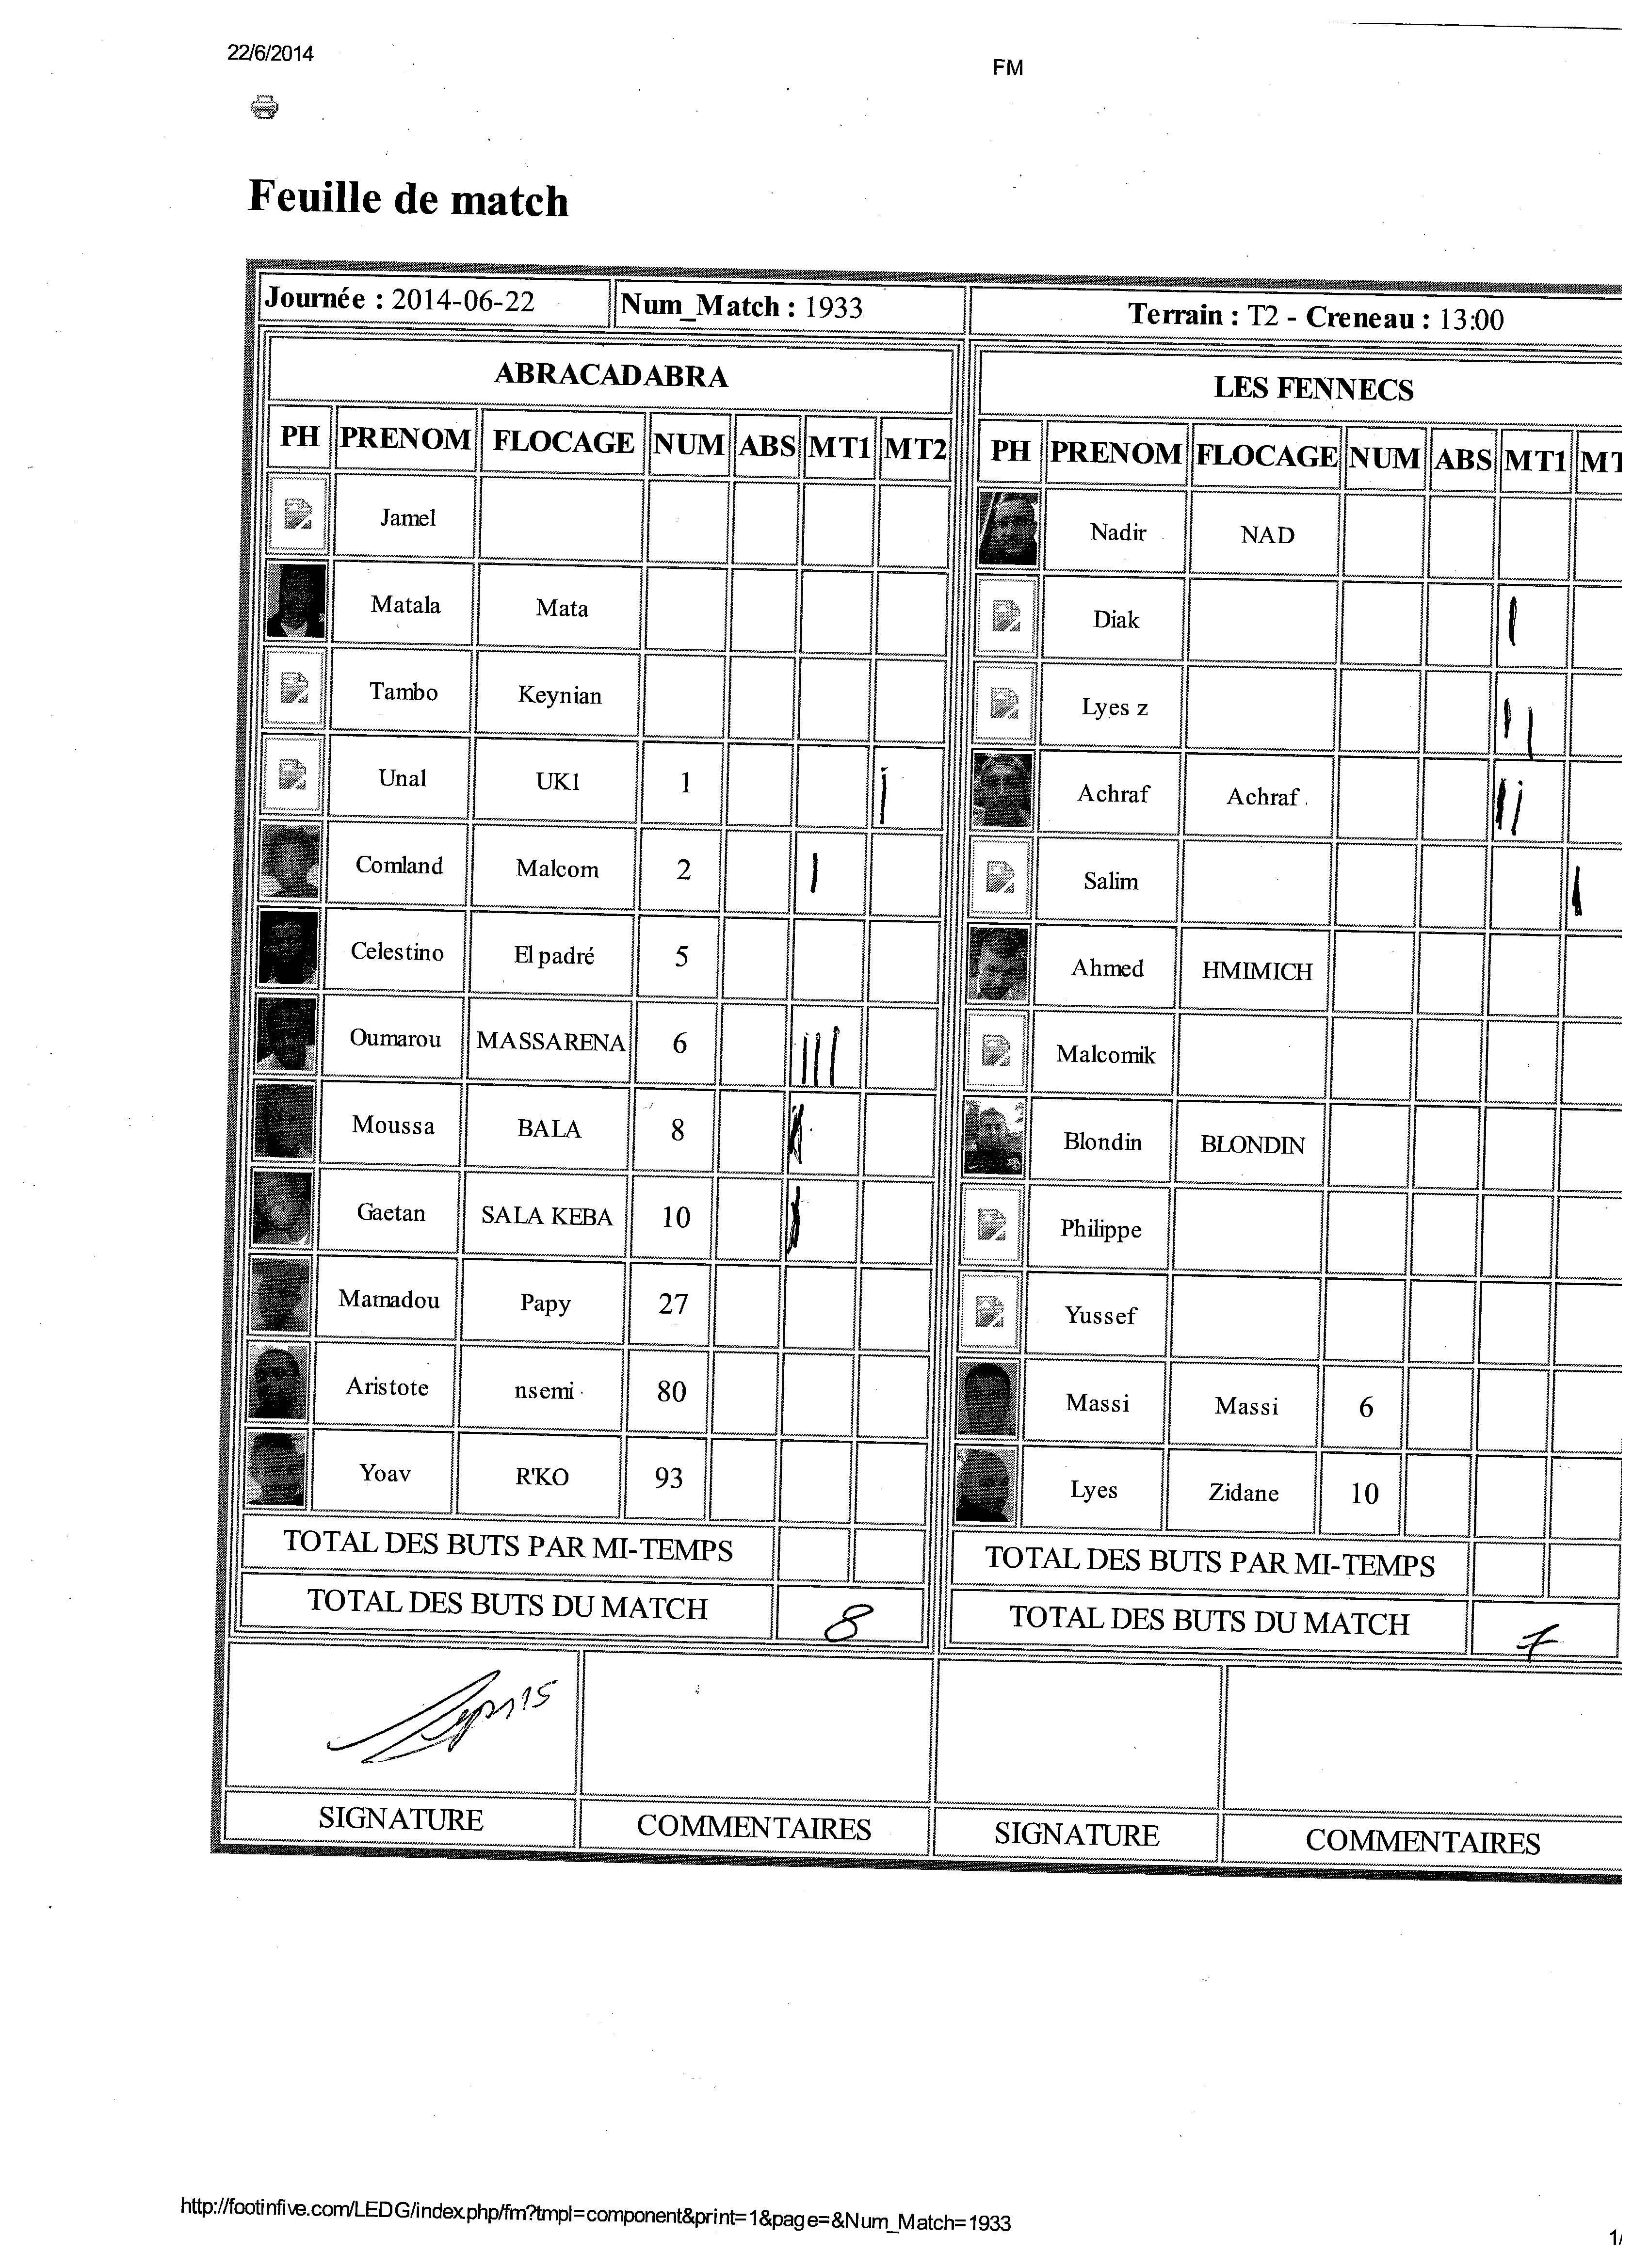 22/6/2014
FM
Feuille de match
Journée : 2014-06-22 Num_Match : 1933 Terrain : T2 - Creneau : 13:00
ABRACADABRA LES FENNECS
PH PRENOM FLOCAGE NUM ABS MT1 MT2 PH PRENOM FLOCAGE NUM ABS MT1 MT
Jamel Nadir NAD
Matala Mata Diak |
Tambo Keynian Lyes z ||
Unal UK1 1 | Achraf Achraf ||
Comland Malcom 2 | Salim |
Celestino El padré 5 Ahmed HMIMICH
Oumarou MASSARENA 6 ||| Malcomik
Moussa BALA 8 Blondin BLONDIN
Gaetan SALA KEBA 10 Philippe
Mamadou Papy 27 Yussef
Aristote nsemi 80 Massi Massi 6
Yoav R'KO 93 Lyes Zidane 10
TOTAL DES BUTS PAR MI-TEMPS TOTAL DES BUTS PAR MI-TEMPS
TOTAL DES BUTS DU MATCH 8 TOTAL DES BUTS DU MATCH 7
SIGNATURE COMMENTAIRES SIGNATURE COMMENTAIRES
http://footinfive.com/LEDG/index.php/fm?tmpl=component&print=1&page=&Num_Match=1933
1/